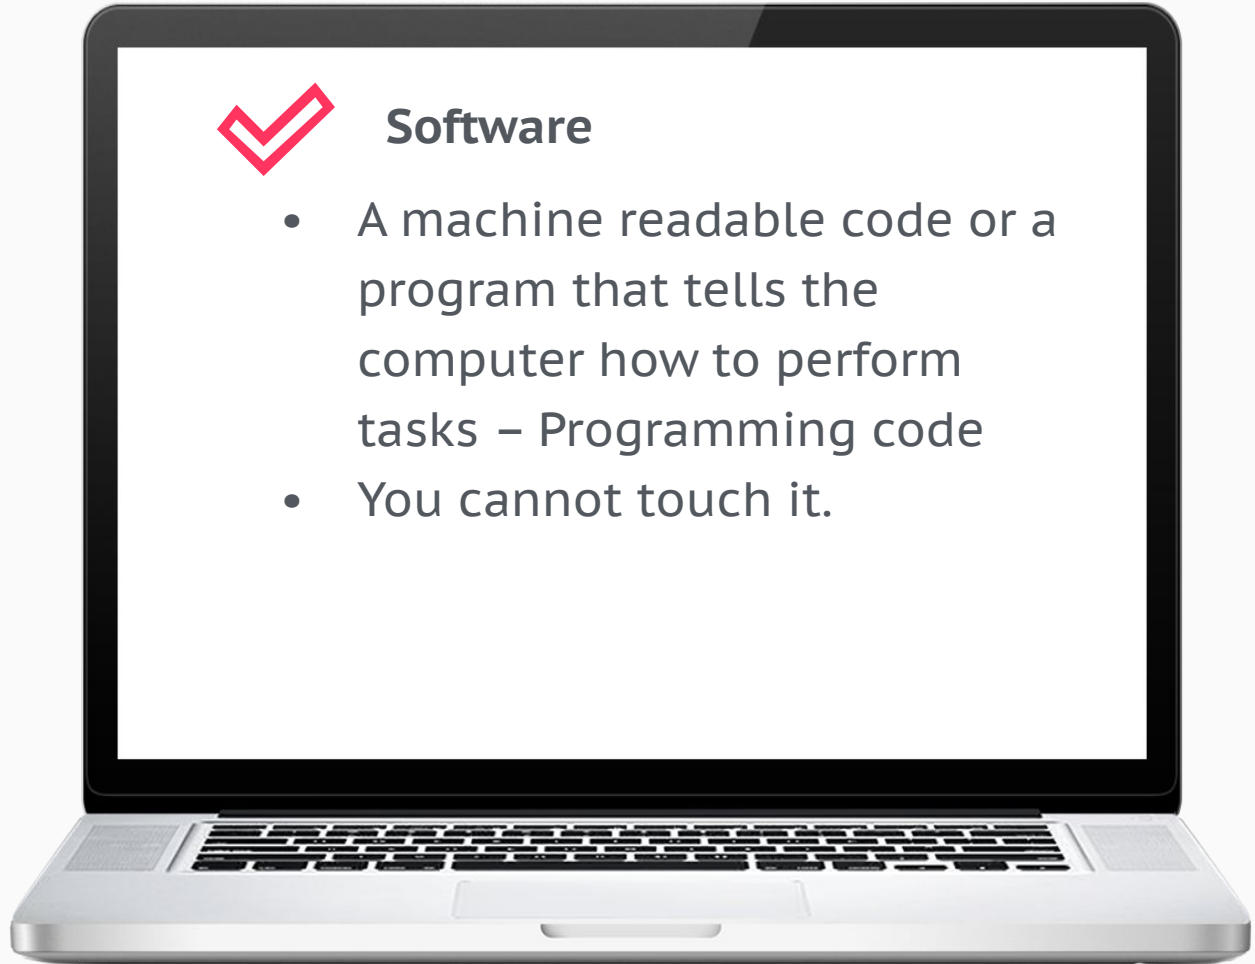 Software
• A machine readable code or a
program that tells the
computer how to perform
tasks – Programming code
• You cannot touch it.